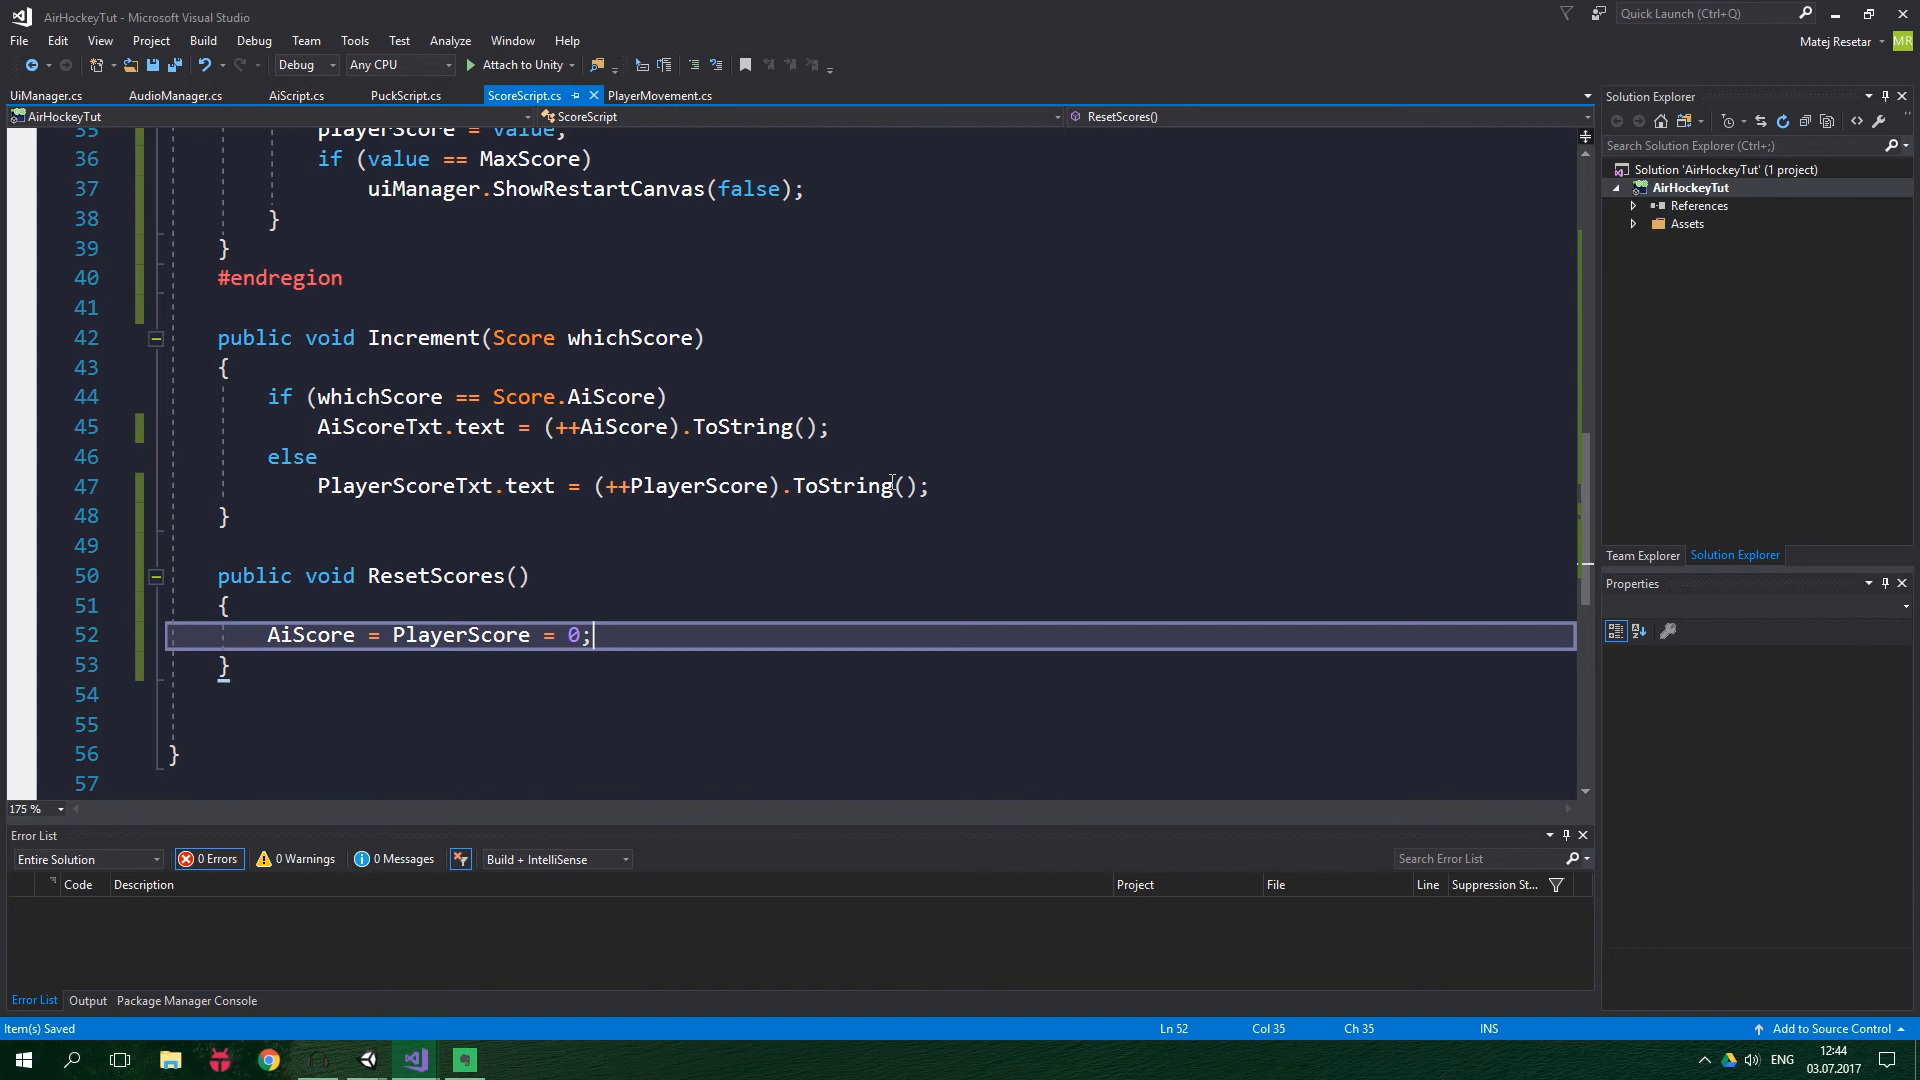 AirHockeyTut - Microsoft Visual Studio
Quick Launch (Ctrl+Q)
File Edit View Project Build Debug Team Tools Test Analyze Window Help
Matej Resetar MR
Debug Any CPU Attach to Unity
UiManager.cs AudioManager.cs AiScript.cs PuckScript.cs ScoreScript.cs PlayerMovement.cs
AirHockeyTut ScoreScript ResetScores()
35 playerScore = value;
36 if (value == MaxScore)
37 uiManager.ShowRestartCanvas(false);
38 }
39 }
40 #endregion
41
42 public void Increment(Score whichScore)
43 {
44 if (whichScore == Score.AiScore)
45 AiScoreTxt.text = (++AiScore).ToString();
46 else
47 PlayerScoreTxt.text = (++PlayerScore).ToString();
48 }
49
50 public void ResetScores()
51 {
52 AiScore = PlayerScore = 0;
53 }
54
55
56 }
57
175 %
Solution Explorer
Search Solution Explorer (Ctrl+;)
Solution 'AirHockeyTut' (1 project)
AirHockeyTut
References
Assets
Team Explorer Solution Explorer
Properties
Error List
Entire Solution 0 Errors 0 Warnings 0 Messages Build + IntelliSense Search Error List
Code Description Project File Line Suppression St...
Error List Output Package Manager Console
Item(s) Saved Ln 52 Col 35 Ch 35 INS Add to Source Control
ENG 12:44
03.07.2017